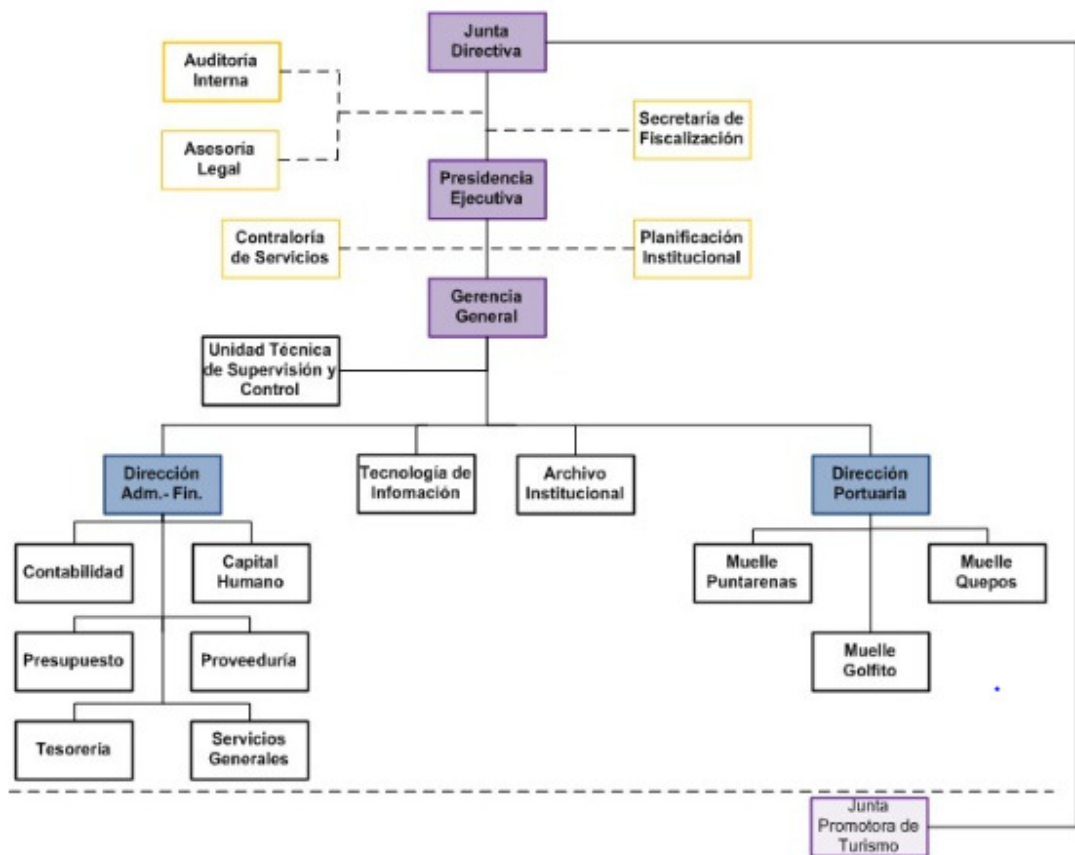 Junta
Directiva
Auditoría
Interna
Secretaría de
Fiscalización
Asesoría
Legal
Presidencia
Ejecutiva
Contraloría
de Servicios
Planificación
Institucional
Gerencia
General
Unidad Técnica
de Supervisión y
Control
Dirección
Adm.- Fin.
Tecnología de
Infomación
Archivo
Institucional
Dirección
Portuaria
Contabilidad
Capital
Humano
Muelle
Puntarenas
Muelle
Quepos
Presupuesto
Proveeduría
Muelle
Golfito
Tesoreria
Servicios
Generales
Junta
Promotora de
Turismo